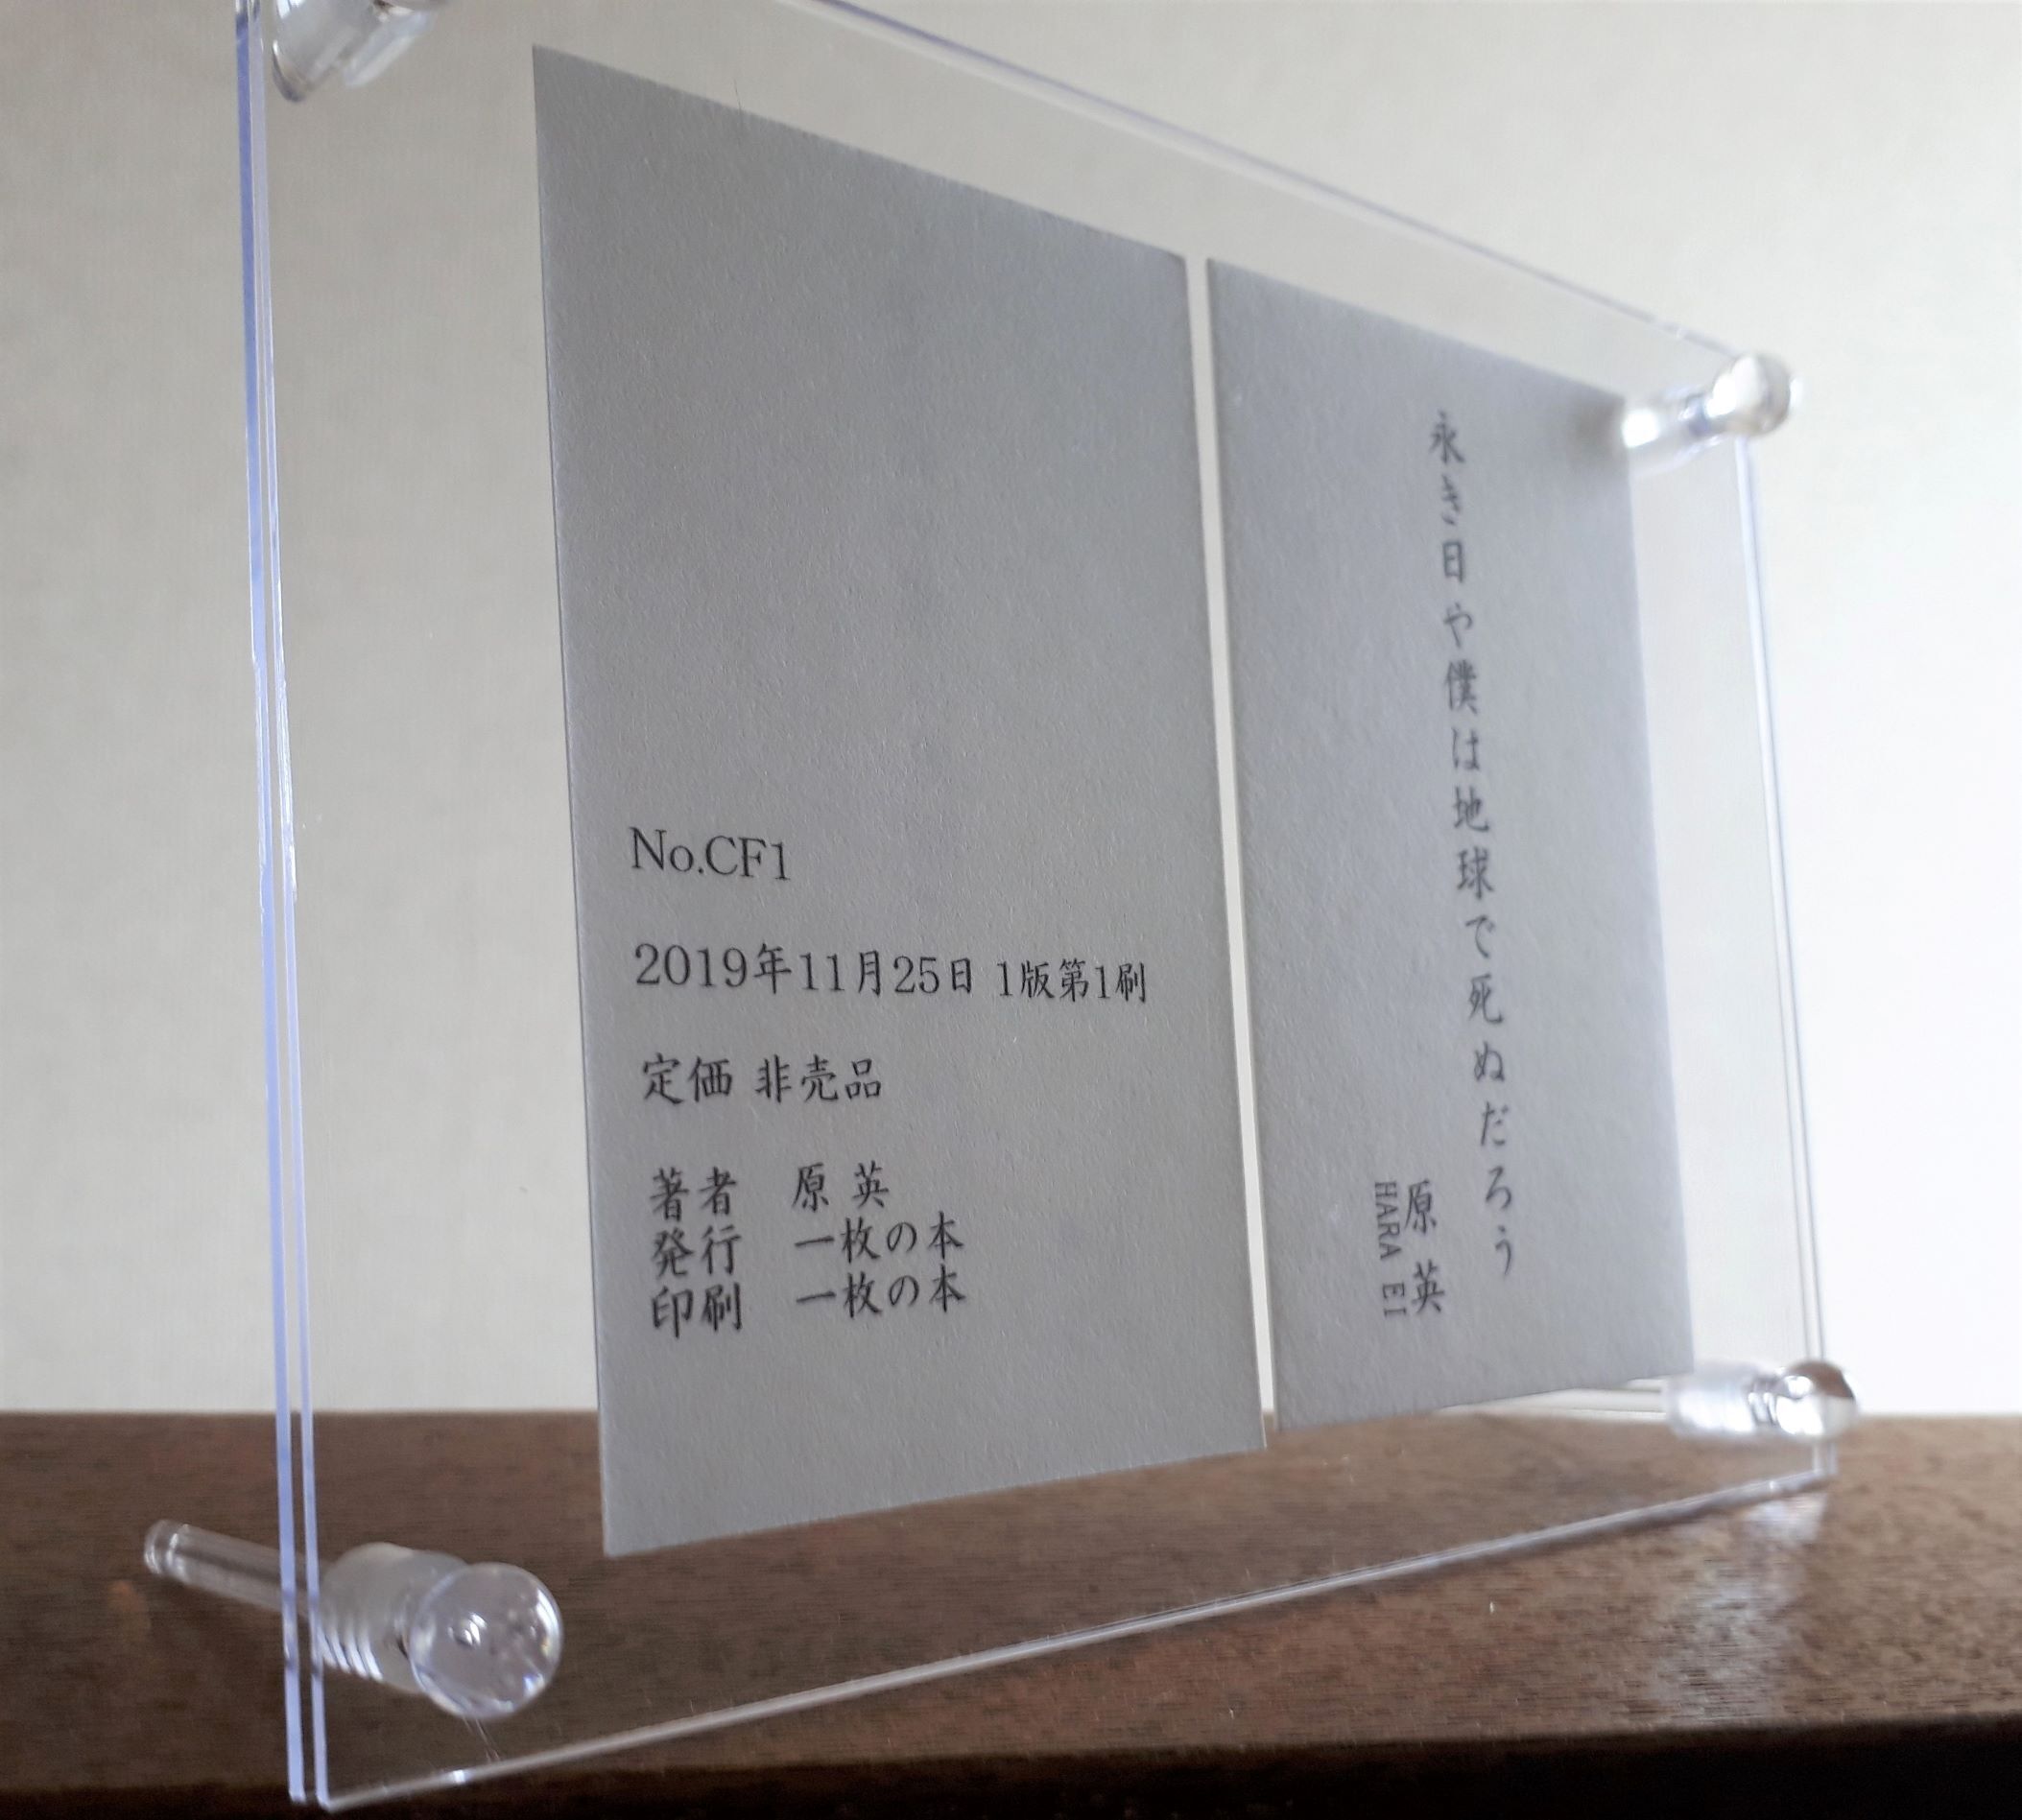 永き日や僕は地球で死ぬだろう
原 英
HARA EI
No.CF1
2019年11月25日 1版第1刷
定価 非売品
著者 原 英
発行 一枚の本
印刷 一枚の本